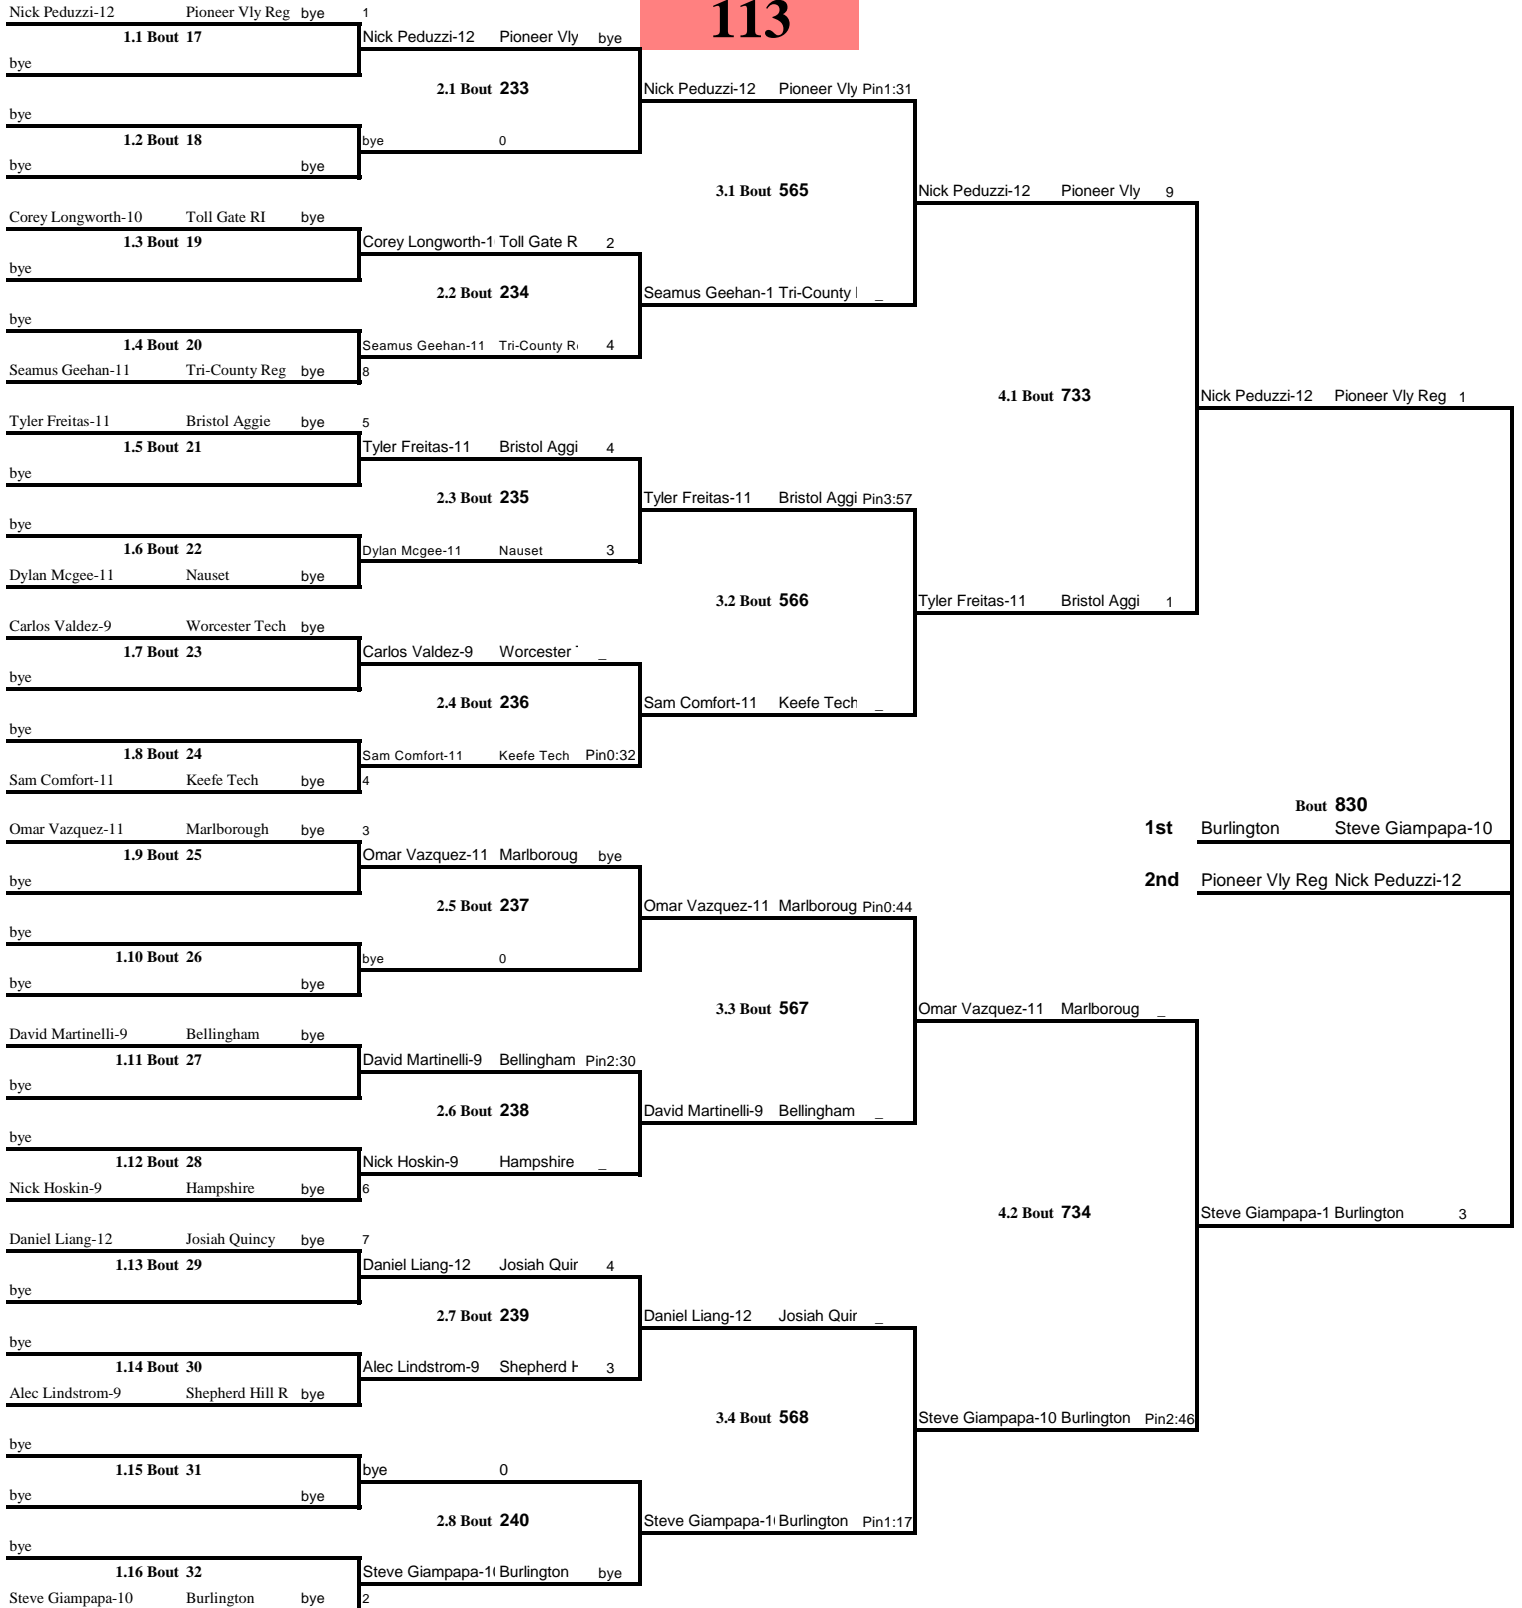 113
Nick Peduzzi-12 Pioneer Vly Reg bye 1
1.1 Bout 17 Nick Peduzzi-12 Pioneer Vly bye
bye
2.1 Bout 233 Nick Peduzzi-12 Pioneer Vly Pin1:31
bye
1.2 Bout 18 bye 0
bye bye
3.1 Bout 565 Nick Peduzzi-12 Pioneer Vly 9
Corey Longworth-10 Toll Gate RI bye
1.3 Bout 19 Corey Longworth-1 Toll Gate R 2
bye
2.2 Bout 234 Seamus Geehan-1 Tri-County _
bye
1.4 Bout 20 Seamus Geehan-11 Tri-County R 4
Seamus Geehan-11 Tri-County Reg bye 8
4.1 Bout 733 Nick Peduzzi-12 Pioneer Vly Reg 1
Tyler Freitas-11 Bristol Aggie bye 5
1.5 Bout 21 Tyler Freitas-11 Bristol Aggi 4
bye
2.3 Bout 235 Tyler Freitas-11 Bristol Aggi Pin3:57
bye
1.6 Bout 22 Dylan Mcgee-11 Nauset 3
Dylan Mcgee-11 Nauset bye
3.2 Bout 566 Tyler Freitas-11 Bristol Aggi 1
Carlos Valdez-9 Worcester Tech bye
1.7 Bout 23 Carlos Valdez-9 Worcester _
bye
2.4 Bout 236 Sam Comfort-11 Keefe Tech _
bye
1.8 Bout 24 Sam Comfort-11 Keefe Tech Pin0:32
Sam Comfort-11 Keefe Tech bye 4
Bout 830
Omar Vazquez-11 Marlborough bye 3 1st Burlington Steve Giampapa-10
1.9 Bout 25 Omar Vazquez-11 Marlboroug bye
bye 2nd Pioneer Vly Reg Nick Peduzzi-12
2.5 Bout 237 Omar Vazquez-11 Marlboroug Pin0:44
bye
1.10 Bout 26 bye 0
bye bye
3.3 Bout 567 Omar Vazquez-11 Marlboroug _
David Martinelli-9 Bellingham bye
1.11 Bout 27 David Martinelli-9 Bellingham Pin2:30
bye
2.6 Bout 238 David Martinelli-9 Bellingham _
bye
1.12 Bout 28 Nick Hoskin-9 Hampshire _
Nick Hoskin-9 Hampshire bye 6
4.2 Bout 734 Steve Giampapa-1 Burlington 3
Daniel Liang-12 Josiah Quincy bye 7
1.13 Bout 29 Daniel Liang-12 Josiah Quir 4
bye
2.7 Bout 239 Daniel Liang-12 Josiah Quir _
bye
1.14 Bout 30 Alec Lindstrom-9 Shepherd H 3
Alec Lindstrom-9 Shepherd Hill R bye
3.4 Bout 568 Steve Giampapa-10 Burlington Pin2:46
bye
1.15 Bout 31 bye 0
bye bye
2.8 Bout 240 Steve Giampapa-1 Burlington Pin1:17
bye
1.16 Bout 32 Steve Giampapa-1 Burlington bye
Steve Giampapa-10 Burlington bye 2